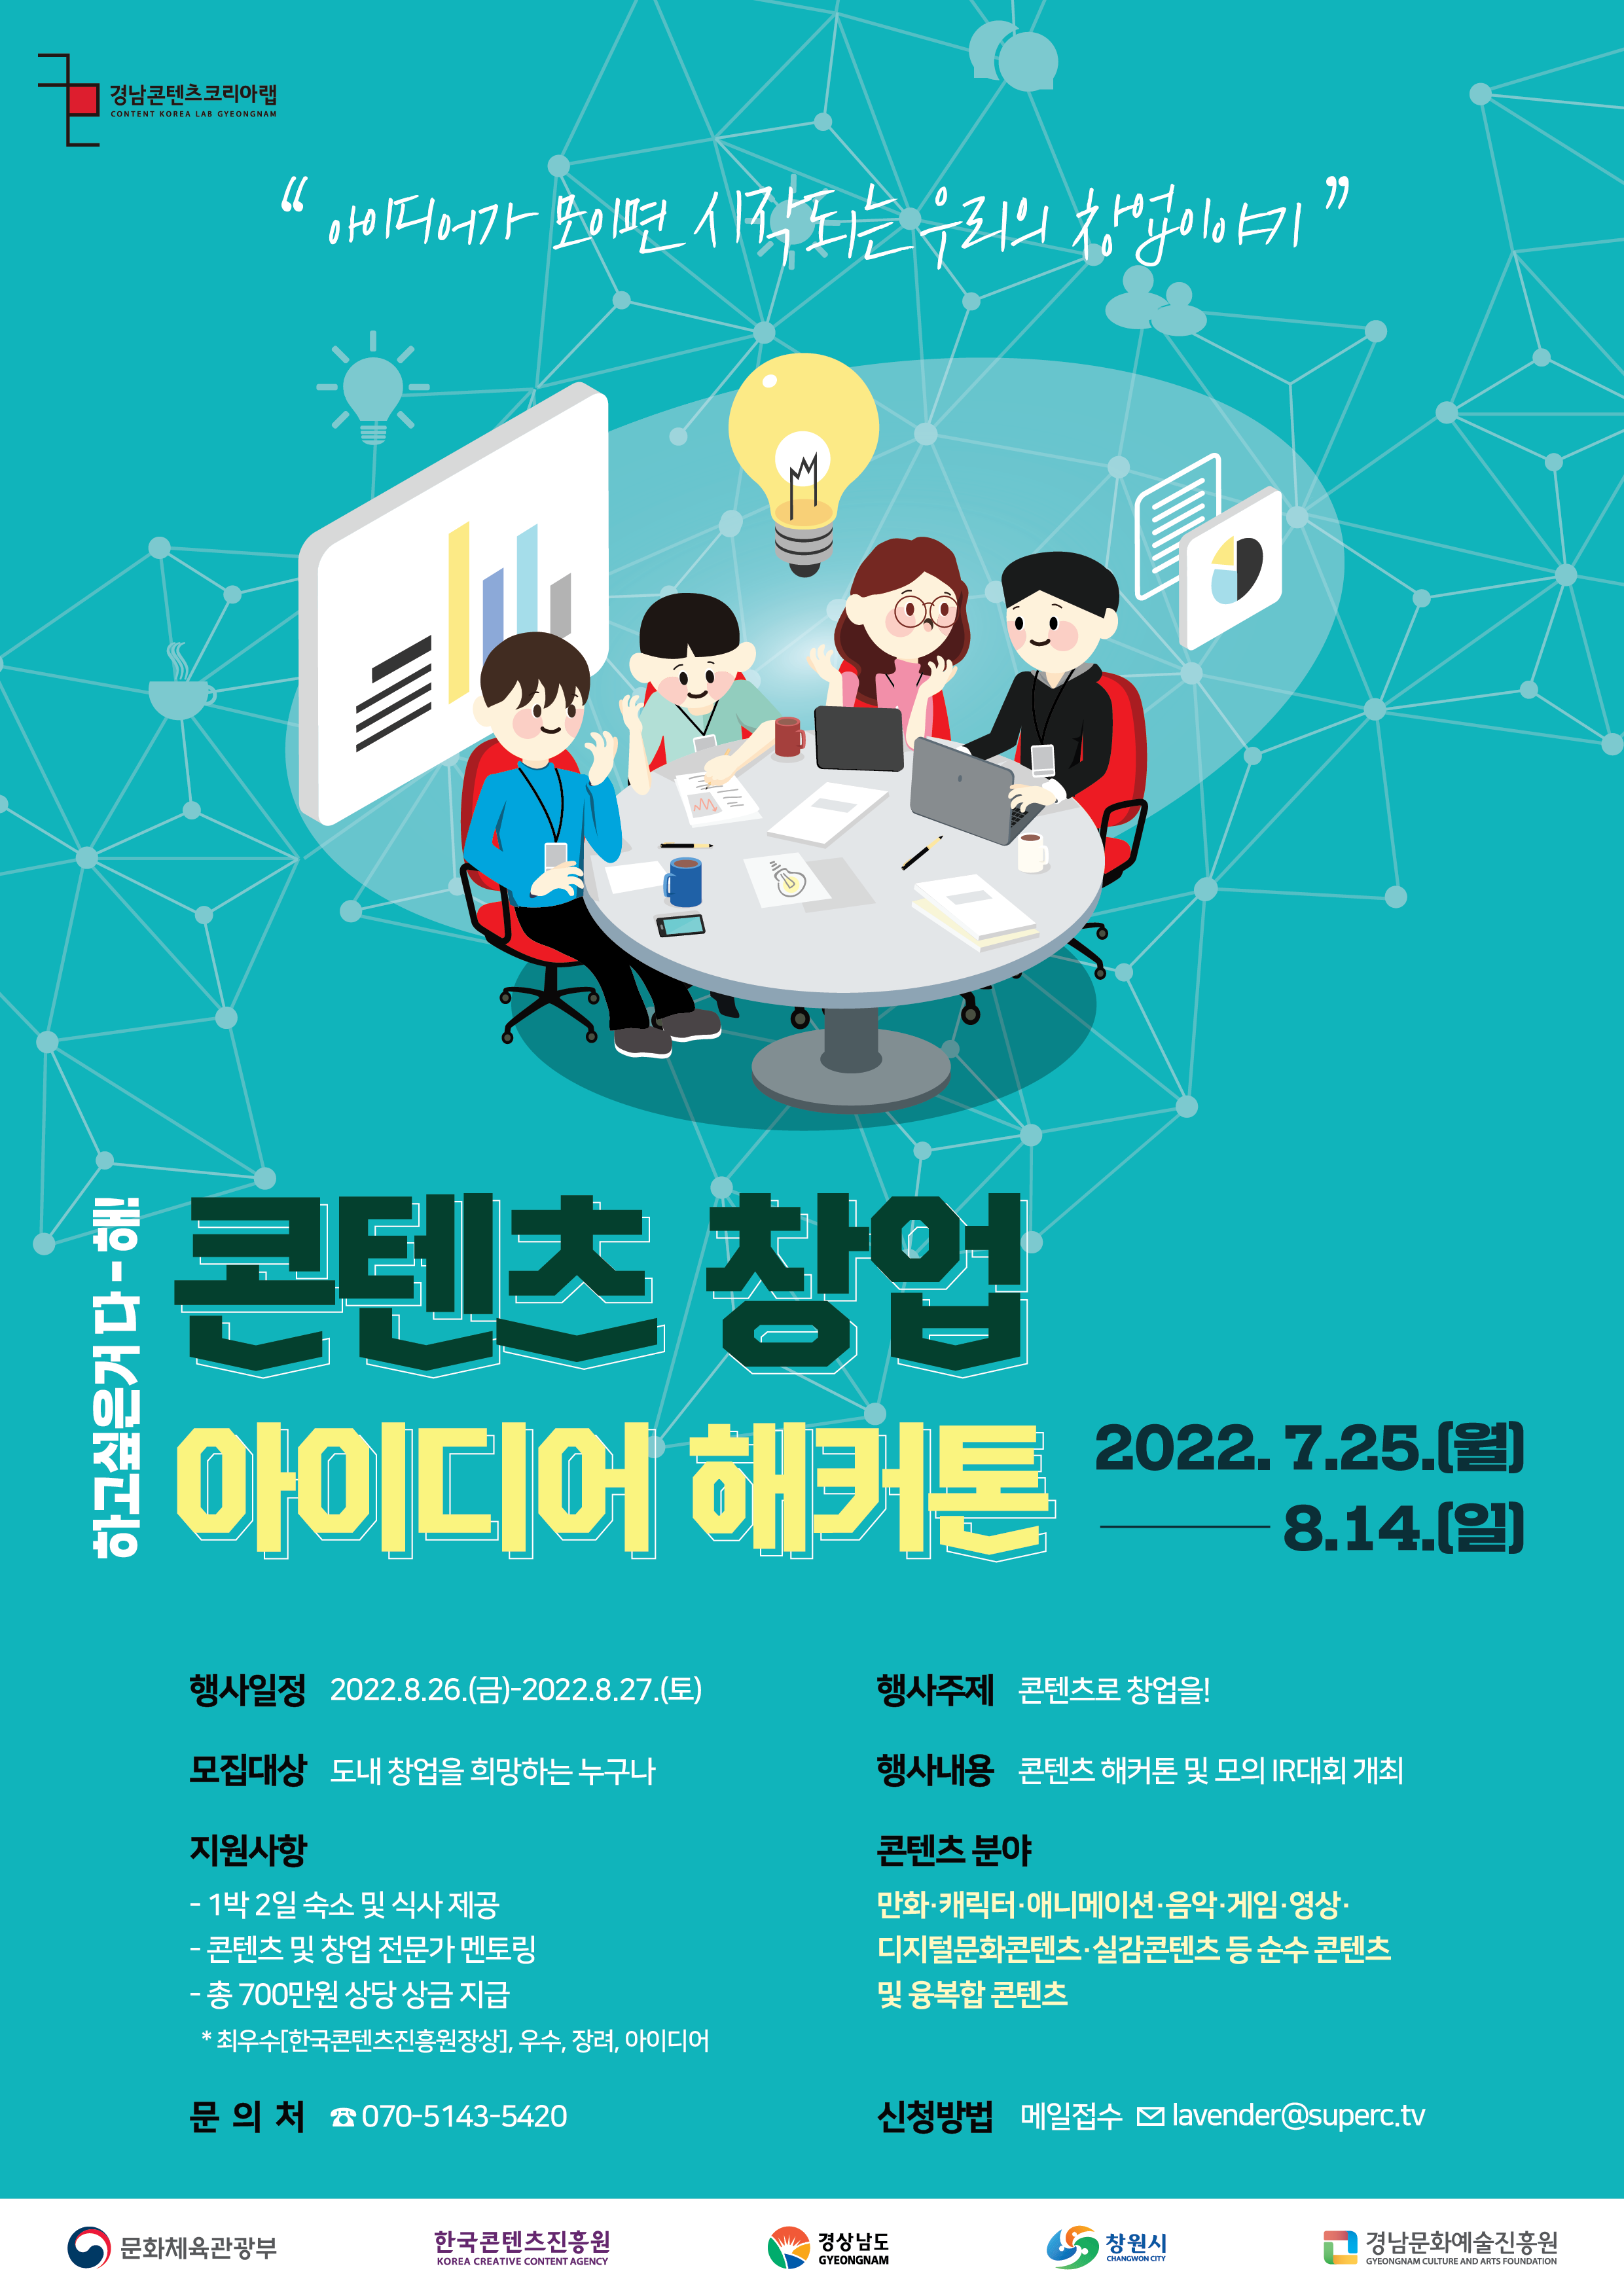 경남콘텐츠코리아랩
CONTENT KOREA LAB GYEONGNAM
“ 아이디어가 모이면 시작되는 우리의 창업이야기 ”
하고싶은거 다 - 해!
콘텐츠 창업
아이디어 해커톤
2022. 7.25.(월)
8.14.(일)
행사일정 2022.8.26.(금)-2022.8.27.(토)
모집대상 도내 창업을 희망하는 누구나
지원사항
- 1박 2일 숙소 및 식사 제공
- 콘텐츠 및 창업 전문가 멘토링
- 총 700만원 상당 상금 지급
* 최우수[한국콘텐츠진흥원장상], 우수, 장려, 아이디어
문 의 처 ☎ 070-5143-5420
행사주제 콘텐츠로 창업을!
행사내용 콘텐츠 해커톤 및 모의 IR대회 개최
콘텐츠 분야
만화·캐릭터·애니메이션·음악·게임·영상·
디지털문화콘텐츠·실감콘텐츠 등 순수 콘텐츠
및 융복합 콘텐츠
신청방법 메일접수 ✉ lavender@superc.tv
문화체육관광부
한국콘텐츠진흥원
KOREA CREATIVE CONTENT AGENCY
경상남도
GYEONGNAM
창원시
CHANGWON CITY
경남문화예술진흥원
GYEONGNAM CULTURE AND ARTS FOUNDATION